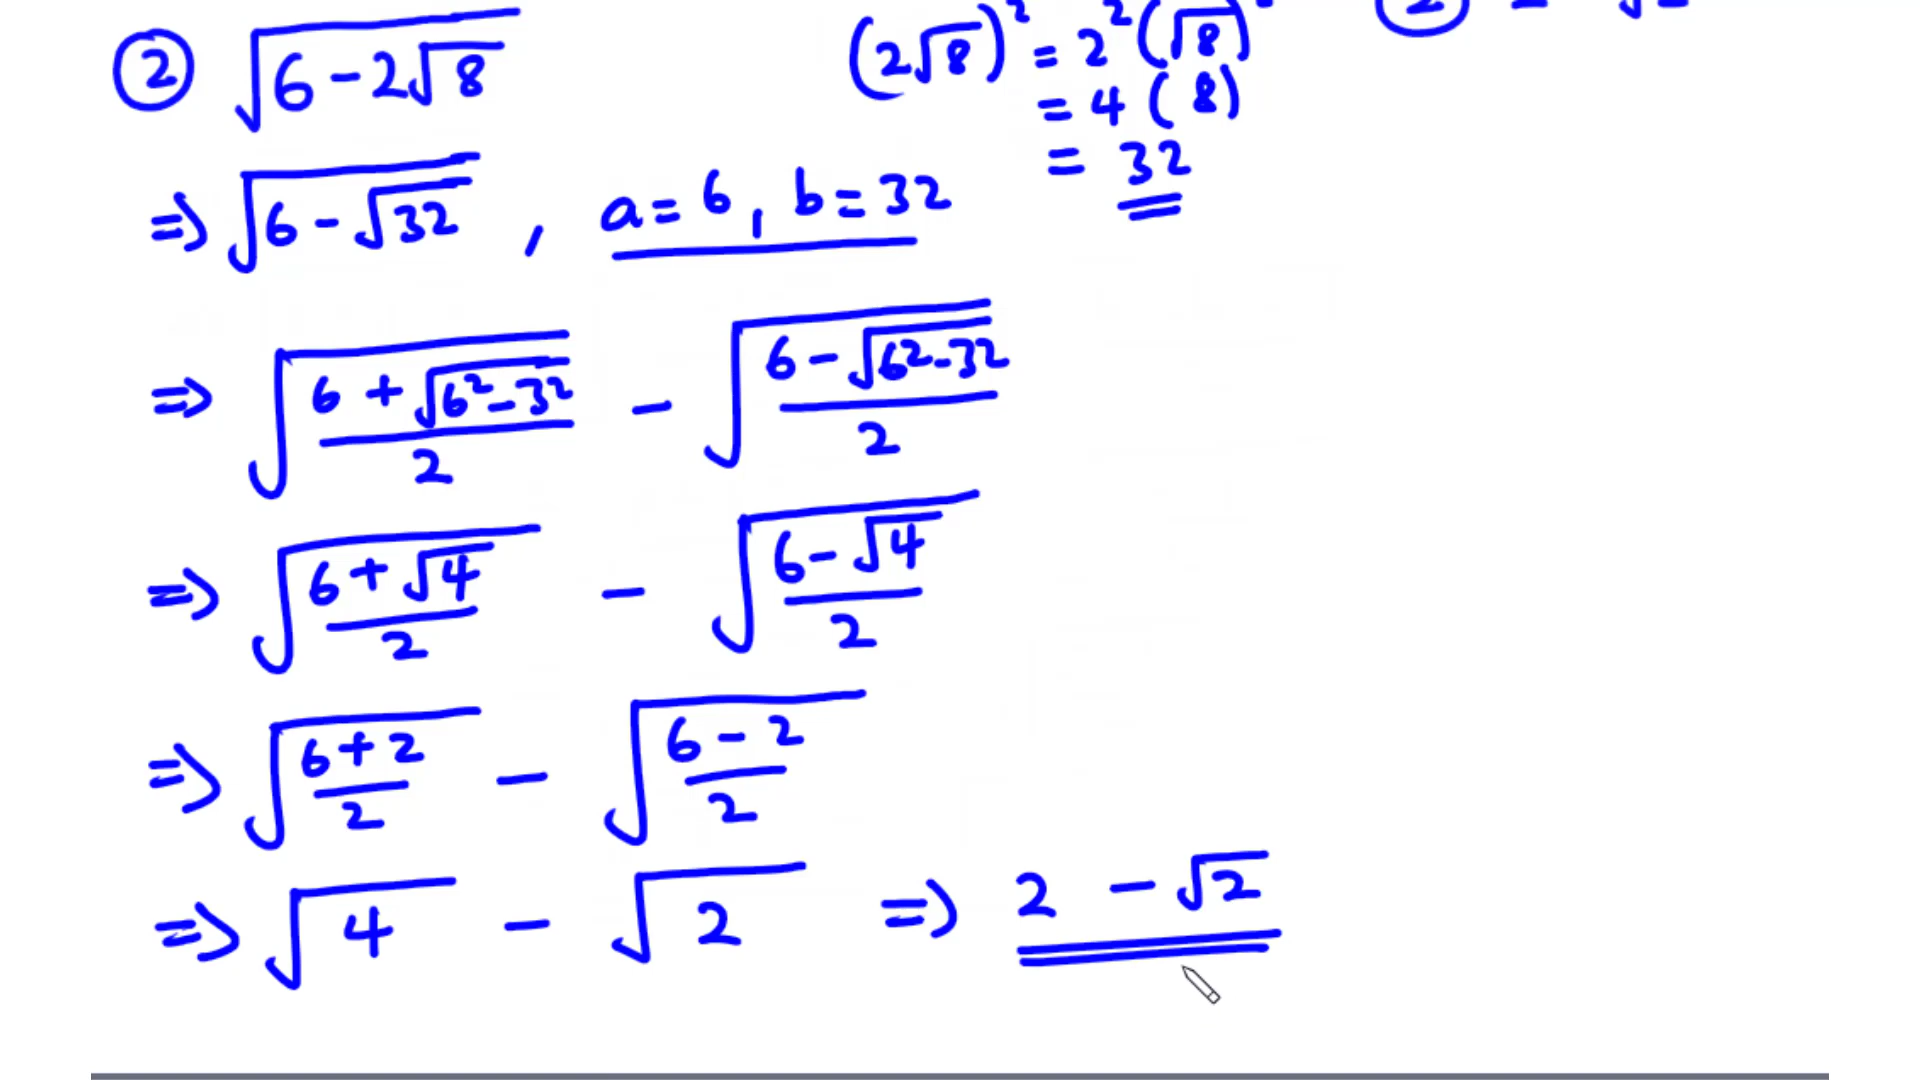 ② √(6 - 2√8)
(2√8)² = 2² (√8)²
= 4 (8)
= 32
=> √(6 - √32) , a = 6 , b = 32
=> √((6 + √(6² - 32))/2) - √((6 - √(6² - 32))/2)
=> √((6 + √4)/2) - √((6 - √4)/2)
=> √((6 + 2)/2) - √((6 - 2)/2)
=> √4 - √2 => 2 - √2